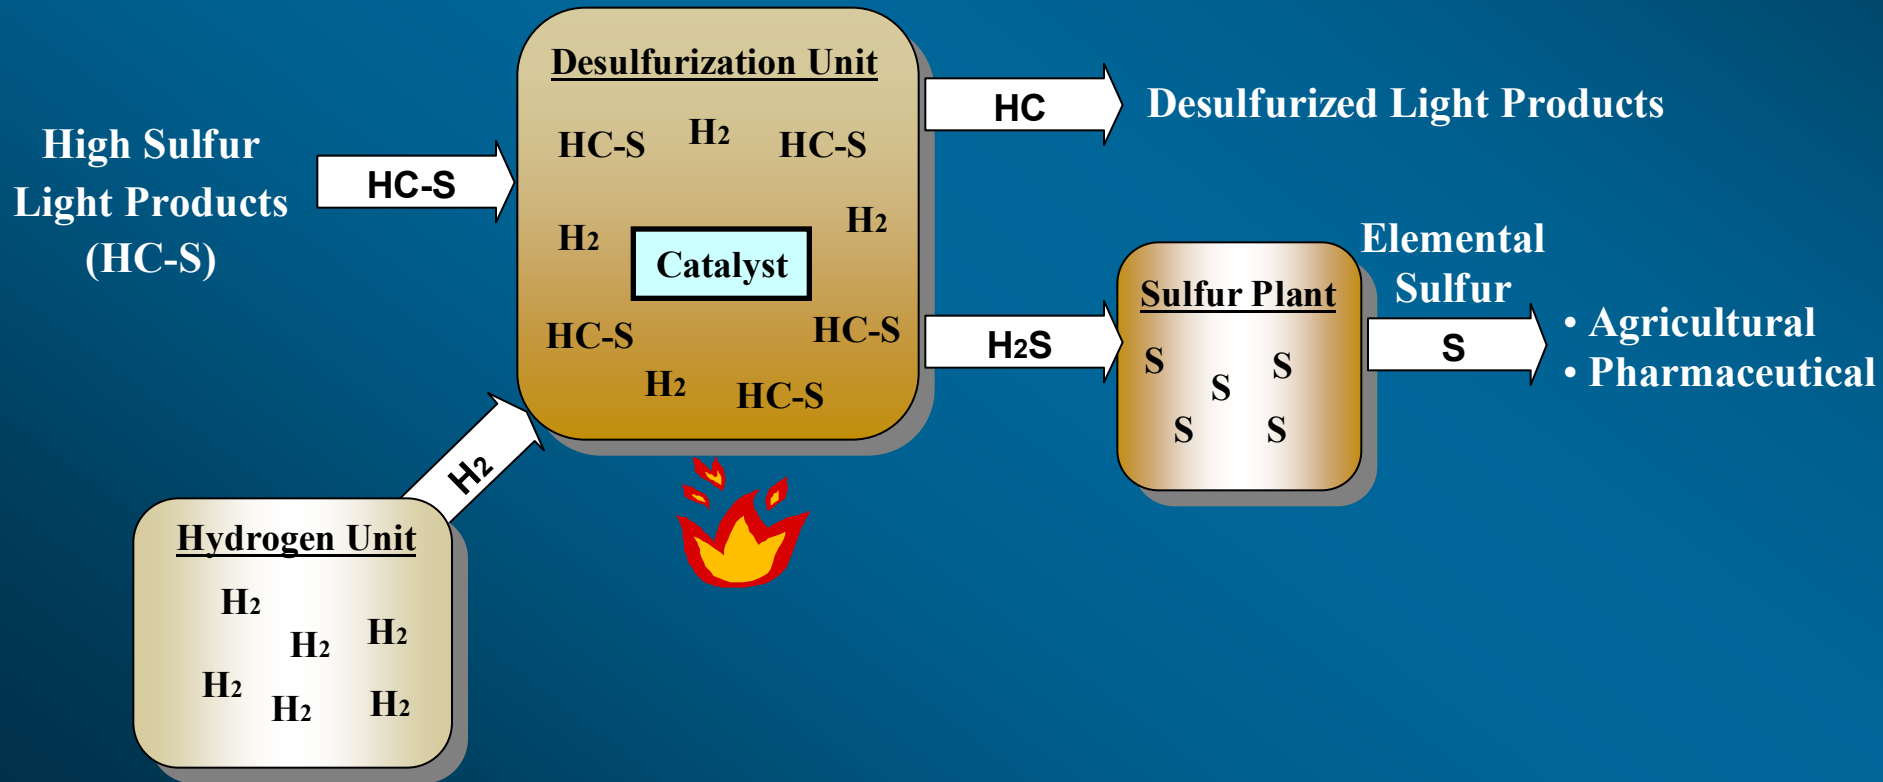 High Sulfur
Light Products
(HC-S)
HC-S
Desulfurization Unit
HC-S
H2
HC-S
H2
H2
Catalyst
HC-S
HC-S
H2
HC-S
HC
Desulfurized Light Products
H2S
Sulfur Plant
S
S
S
S
S
Elemental
Sulfur
S
• Agricultural
• Pharmaceutical
H2
Hydrogen Unit
H2
H2
H2
H2
H2
H2